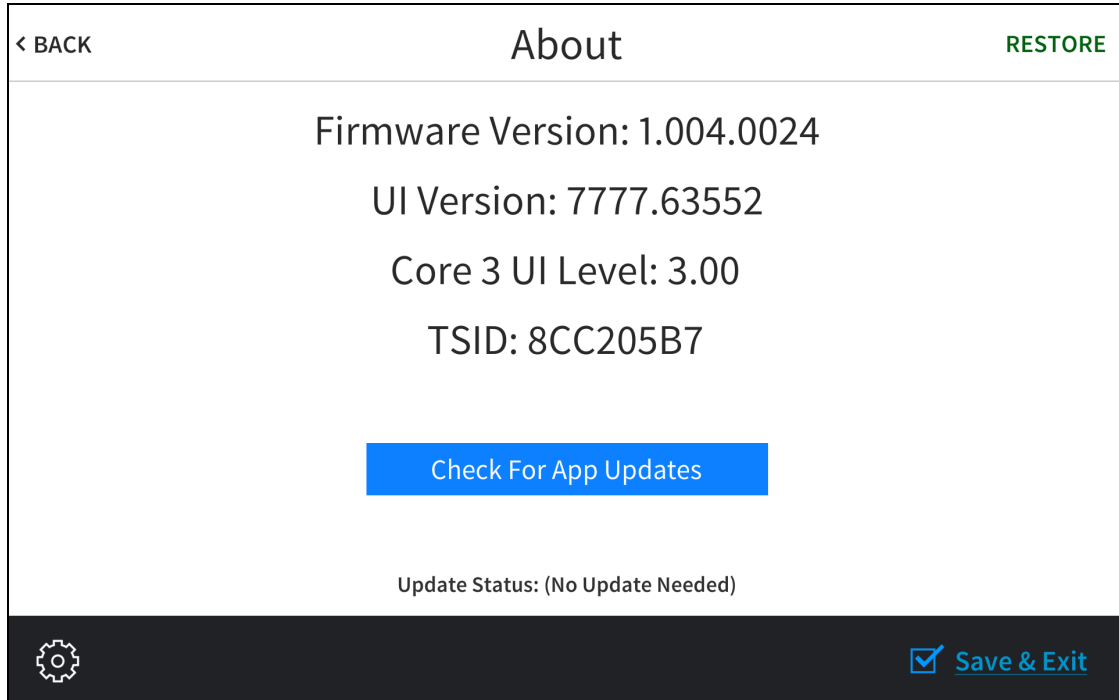 < BACK
About
RESTORE
Firmware Version: 1.004.0024
UI Version: 7777.63552
Core 3 UI Level: 3.00
TSID: 8CC205B7
Check For App Updates
Update Status: (No Update Needed)
Save & Exit